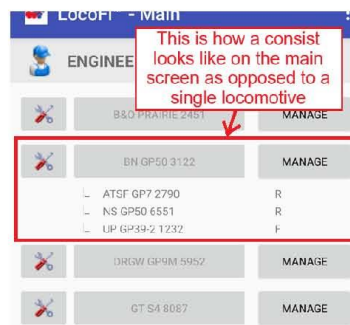 LocoFi™ - Main
This is how a consist
looks like on the main
screen as opposed to a
single locomotive
ENGINEE
B&O PRAIRIE 2451 MANAGE
BN GP50 3122 MANAGE
ATSF GP7 2790 R
NS GP50 6551 R
UP GP39-2 1232 F
DRGW GP9M 5952 MANAGE
GT S4 8087 MANAGE